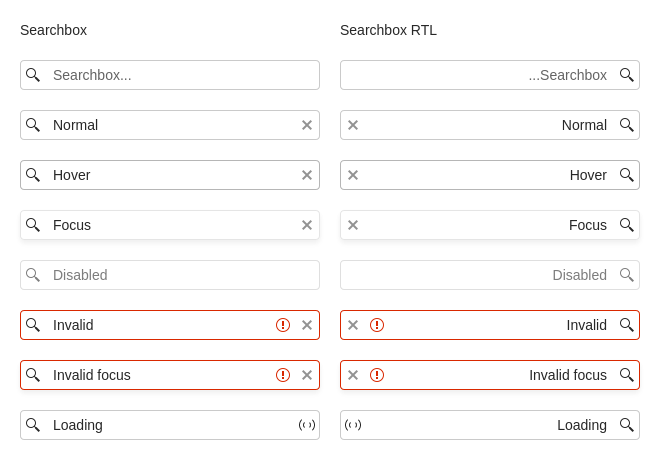 Searchbox
Searchbox RTL
Searchbox...
...Searchbox
Normal
Normal
Hover
Hover
Focus
Focus
Disabled
Disabled
Invalid
Invalid
Invalid focus
Invalid focus
Loading
Loading